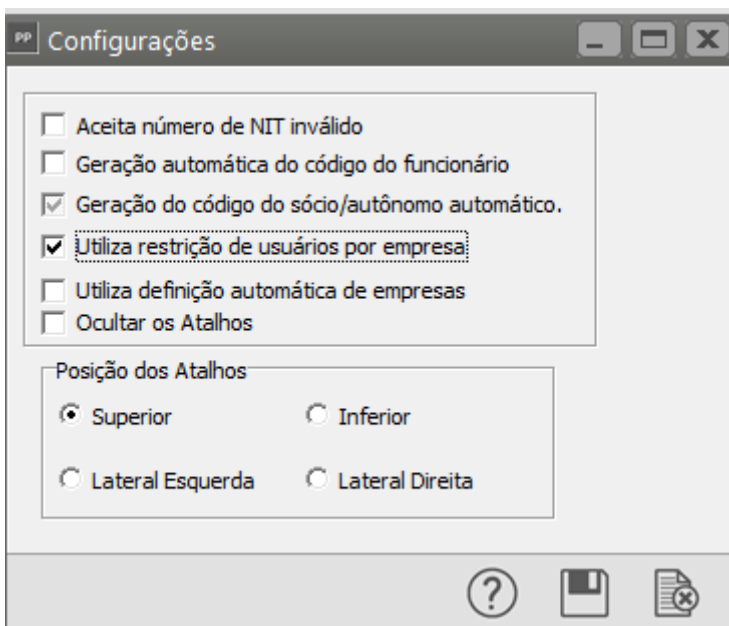 PP Configurações
Aceita número de NIT inválido
Geração automática do código do funcionário
Geração do código do sócio/autônomo automático.
Utiliza restrição de usuários por empresa
Utiliza definição automática de empresas
Ocultar os Atalhos
Posição dos Atalhos
Superior Inferior
Lateral Esquerda Lateral Direita
?